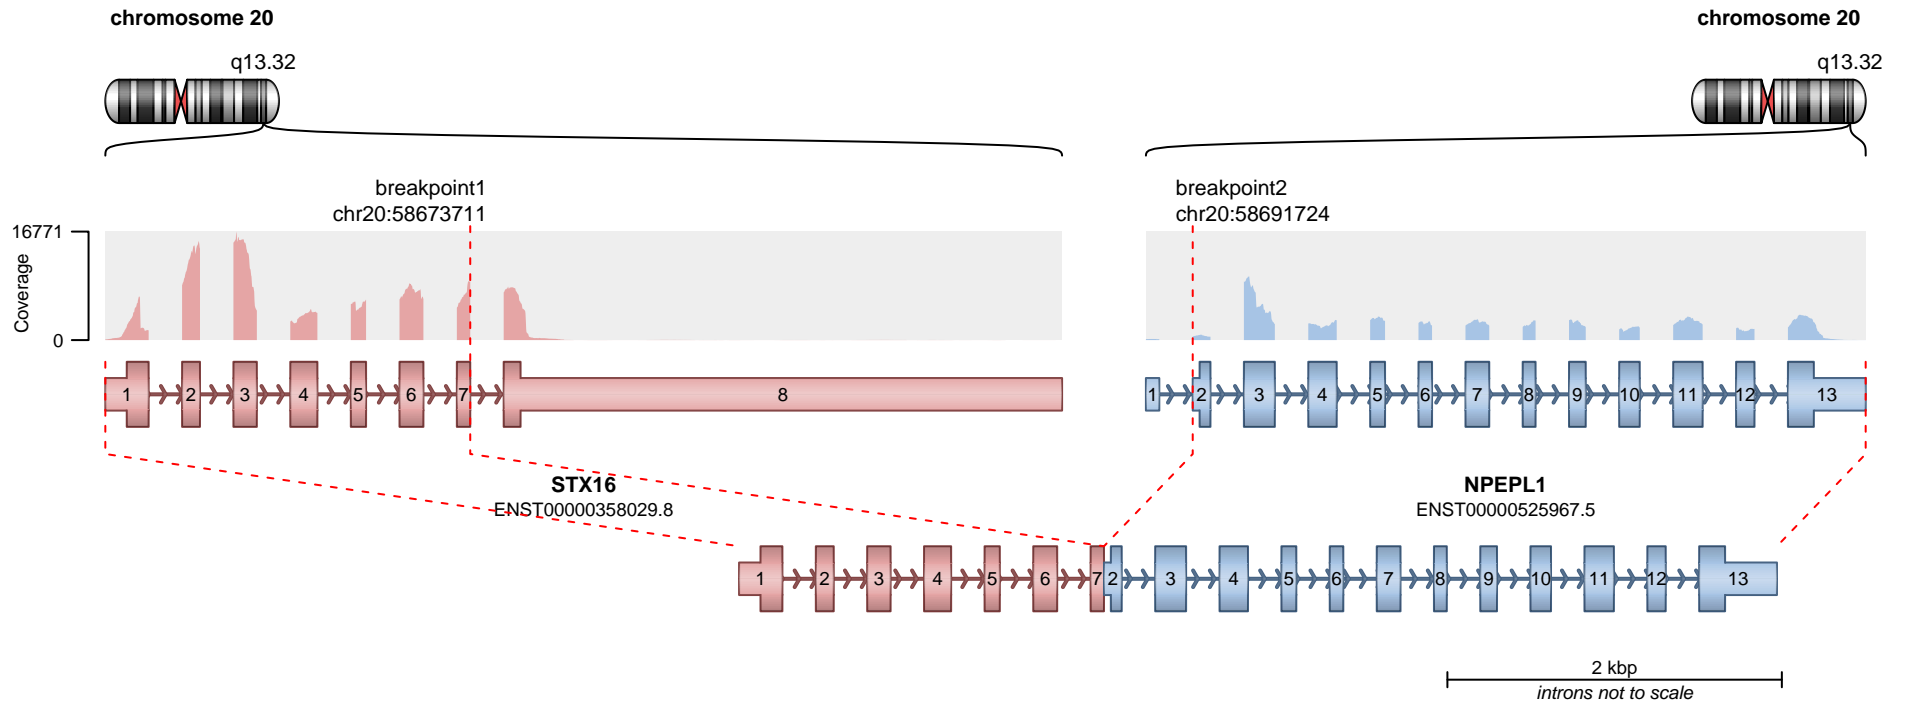 chromosome 20
chromosome 20
q13.32
q13.32
breakpoint1
chr20:58673711
breakpoint2
chr20:58691724
16771
Coverage
0
1 2 3 4 5 6 7 8
1 2 3 4 5 6 7 8 9 10 11 12 13
STX16
ENST00000358029.8
NPEPL1
ENST00000525967.5
1 2 3 4 5 6 7 2 3 4 5 6 7 8 9 10 11 12 13
2 kbp
introns not to scale